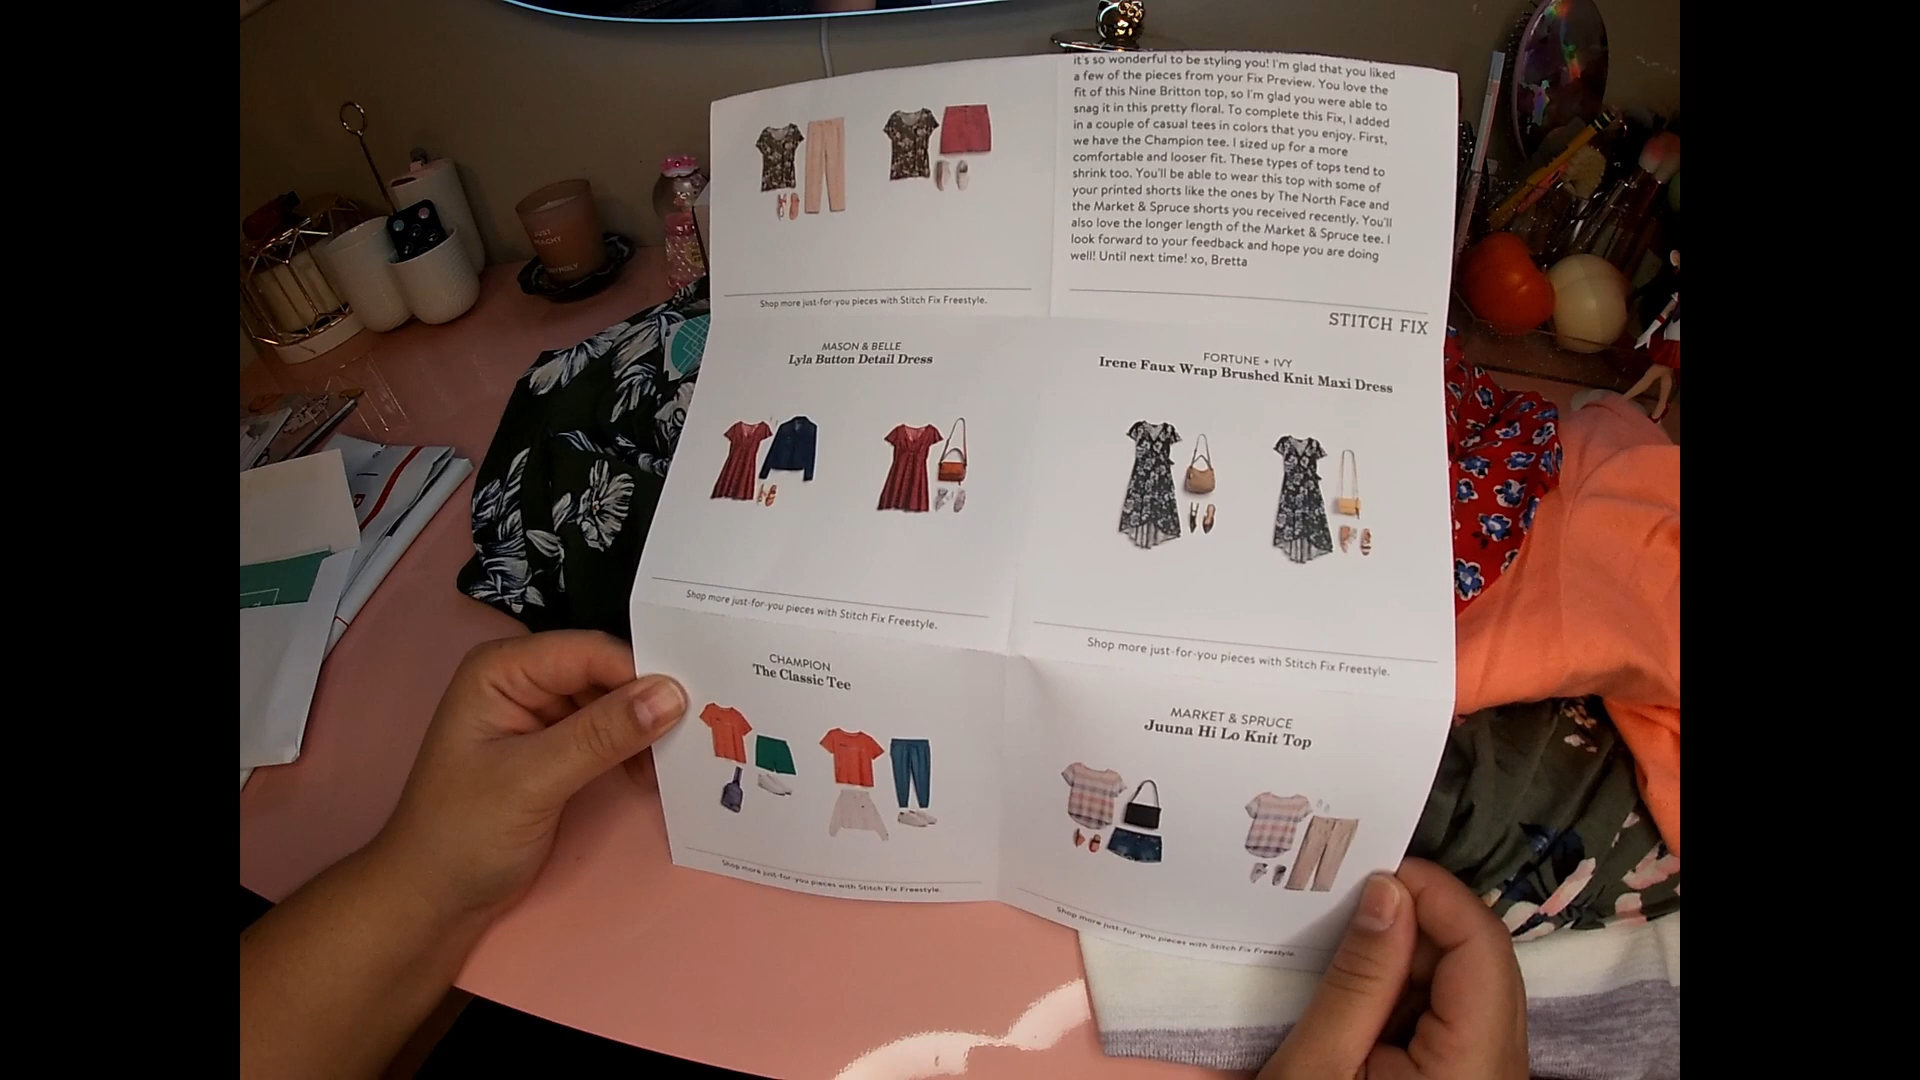 it's so wonderful to be styling you! I'm glad that you liked
a few of the pieces from your Fix Preview. You love the
fit of this Nine Britton top, so I'm glad you were able to
snag it in this pretty floral. To complete this Fix, I added
in a couple of casual tees in colors that you enjoy. First,
we have the Champion tee. I sized up for a more
comfortable and looser fit. These types of tops tend to
shrink too. You'll be able to wear this top with some of
your printed shorts like the ones by The North Face and
the Market & Spruce shorts you received recently. You'll
also love the longer length of the Market & Spruce tee. I
look forward to your feedback and hope you are doing
well! Until next time! xo, Bretta
Shop more just-for-you pieces with Stitch Fix Freestyle.
STITCH FIX
MASON & BELLE
Lyla Button Detail Dress
Shop more just-for-you pieces with Stitch Fix Freestyle.
FORTUNE + IVY
Irene Faux Wrap Brushed Knit Maxi Dress
Shop more just-for-you pieces with Stitch Fix Freestyle.
CHAMPION
The Classic Tee
Shop more just-for-you pieces with Stitch Fix Freestyle.
MARKET & SPRUCE
Juuna Hi Lo Knit Top
Shop more just-for-you pieces with Stitch Fix Freestyle.
JUST
PEACHY